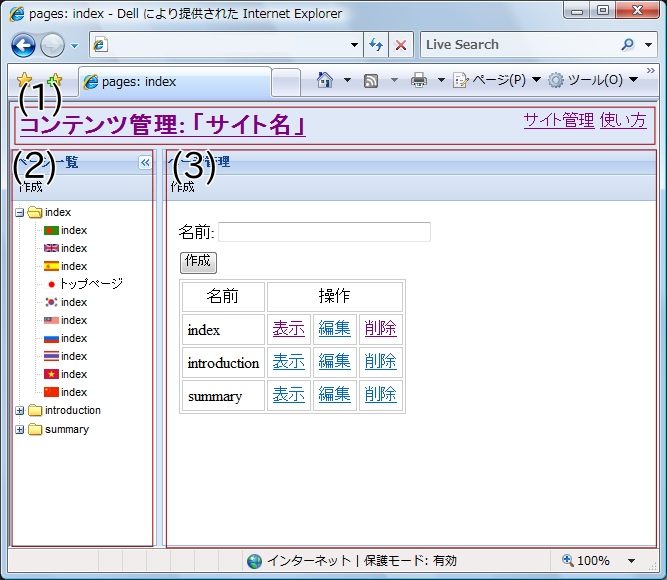 pages: index - Dell により提供された Internet Explorer
Live Search
pages: index
ページ(P)
ツール(O)
(1)
コンテンツ管理:「サイト名」
サイト管理 使い方
(2)
ページ一覧
作成
index
index
index
index
トップページ
index
index
index
index
index
index
introduction
summary
(3)
ページ管理
作成
名前:
作成
名前 操作
index 表示 編集 削除
introduction 表示 編集 削除
summary 表示 編集 削除
インターネット | 保護モード: 有効
100%